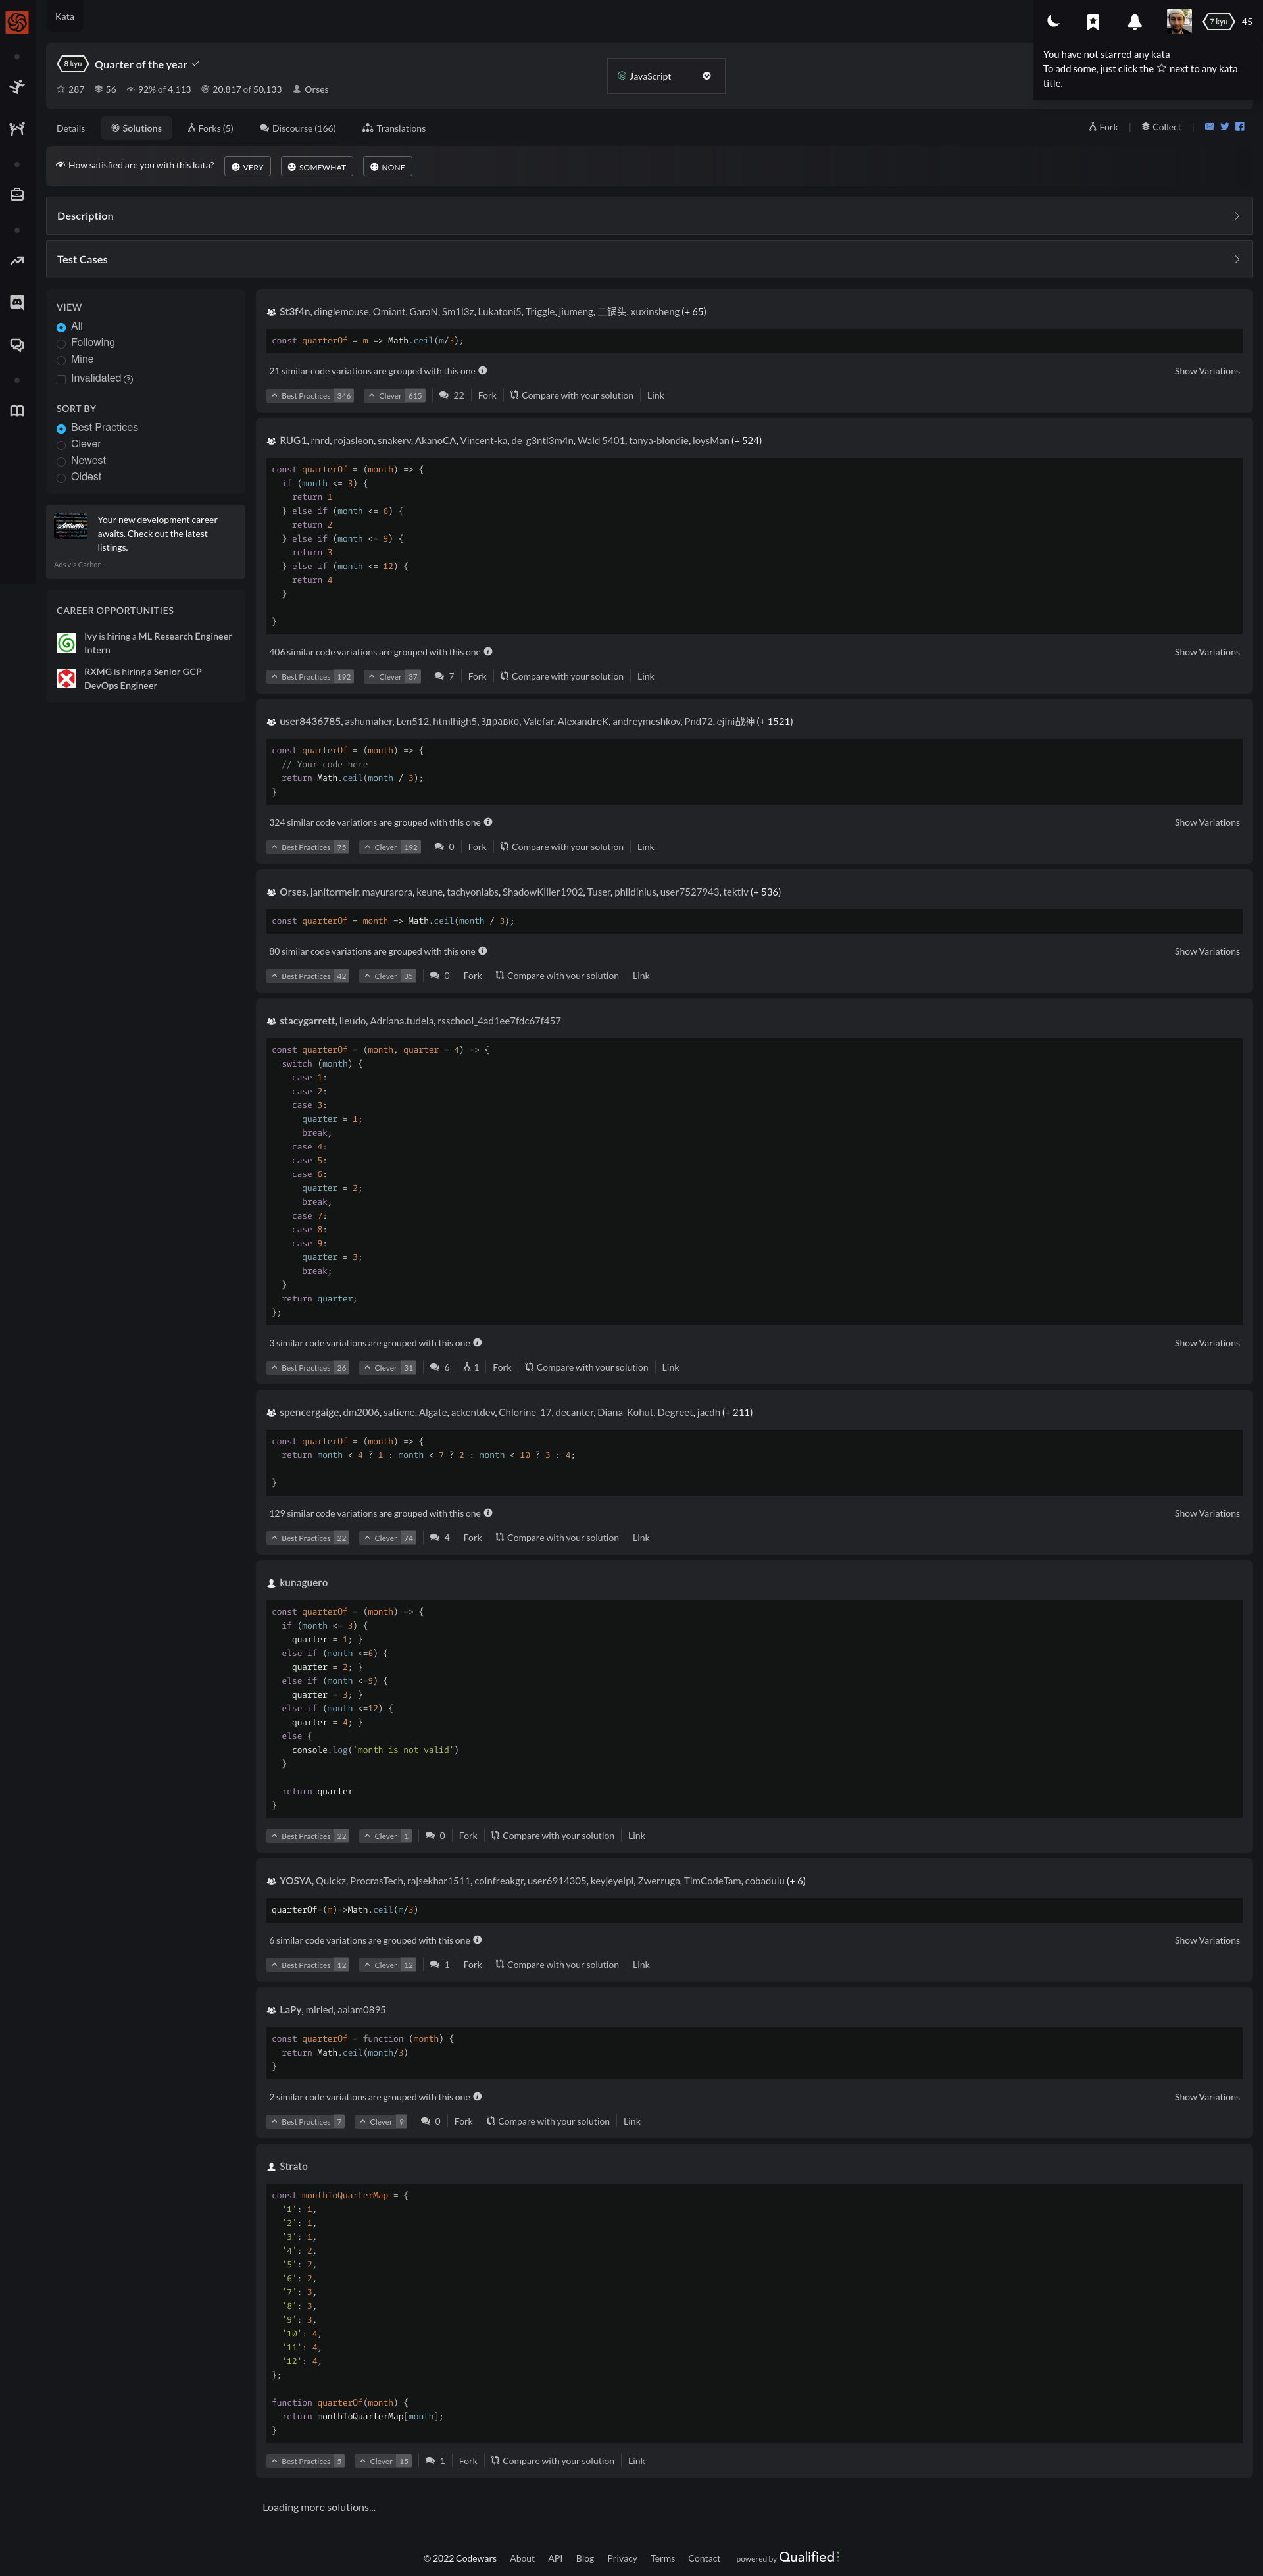 Kata
7 kyu
45
You have not starred any kata
To add some, just click the ☆ next to any kata
title.
8 kyu
Quarter of the year
287
56
92% of 4,113
20,817 of 50,133
Orses
JavaScript
Details
Solutions
Forks (5)
Discourse (166)
Translations
Fork
Collect
How satisfied are you with this kata?
VERY
SOMEWHAT
NONE
Description
Test Cases
VIEW
All
Following
Mine
Invalidated
SORT BY
Best Practices
Clever
Newest
Oldest
Your new development career
awaits. Check out the latest
listings.
Ads via Carbon
CAREER OPPORTUNITIES
Ivy is hiring a ML Research Engineer
Intern
RXMG is hiring a Senior GCP
DevOps Engineer
St3f4n, dinglemouse, Omiant, GaraN, Sm1l3z, Lukatoni5, Triggle, jiumeng, 二锅头, xuxinsheng (+ 65)
const quarterOf = m => Math.ceil(m/3);
21 similar code variations are grouped with this one
Show Variations
Best Practices 346 Clever 615 22 Fork Compare with your solution Link
RUG1, rnrd, rojasleon, snakerv, AkanoCA, Vincent-ka, de_g3ntl3m4n, Wald 5401, tanya-blondie, loysMan (+ 524)
const quarterOf = (month) => {
  if (month <= 3) {
    return 1
  } else if (month <= 6) {
    return 2
  } else if (month <= 9) {
    return 3
  } else if (month <= 12) {
    return 4
  }
}
406 similar code variations are grouped with this one
Show Variations
Best Practices 192 Clever 37 7 Fork Compare with your solution Link
user8436785, ashumaher, Len512, htmlhigh5, Здравко, Valefar, AlexandreK, andreymeshkov, Pnd72, ejini战神 (+ 1521)
const quarterOf = (month) => {
  // Your code here
  return Math.ceil(month / 3);
}
324 similar code variations are grouped with this one
Show Variations
Best Practices 75 Clever 192 0 Fork Compare with your solution Link
Orses, janitormeir, mayurarora, keune, tachyonlabs, ShadowKiller1902, Tuser, phildinius, user7527943, tektiv (+ 536)
const quarterOf = month => Math.ceil(month / 3);
80 similar code variations are grouped with this one
Show Variations
Best Practices 42 Clever 35 0 Fork Compare with your solution Link
stacygarrett, ileudo, Adriana.tudela, rsschool_4ad1ee7fdc67f457
const quarterOf = (month, quarter = 4) => {
  switch (month) {
    case 1:
    case 2:
    case 3:
      quarter = 1;
      break;
    case 4:
    case 5:
    case 6:
      quarter = 2;
      break;
    case 7:
    case 8:
    case 9:
      quarter = 3;
      break;
  }
  return quarter;
};
3 similar code variations are grouped with this one
Show Variations
Best Practices 26 Clever 31 6 1 Fork Compare with your solution Link
spencergaige, dm2006, satiene, Algate, ackentdev, Chlorine_17, decanter, Diana_Kohut, Degreet, jacdh (+ 211)
const quarterOf = (month) => {
  return month < 4 ? 1 : month < 7 ? 2 : month < 10 ? 3 : 4;
}
129 similar code variations are grouped with this one
Show Variations
Best Practices 22 Clever 74 4 Fork Compare with your solution Link
kunaguero
const quarterOf = (month) => {
  if (month <= 3) {
    quarter = 1; }
  else if (month <=6) {
    quarter = 2; }
  else if (month <=9) {
    quarter = 3; }
  else if (month <=12) {
    quarter = 4; }
  else {
    console.log('month is not valid')
  }
  return quarter
}
Best Practices 22 Clever 1 0 Fork Compare with your solution Link
YOSYA, Quickz, ProcrasTech, rajsekhar1511, coinfreakgr, user6914305, keyjeyelpi, Zwerruga, TimCodeTam, cobadulu (+ 6)
quarterOf=(m)=>Math.ceil(m/3)
6 similar code variations are grouped with this one
Show Variations
Best Practices 12 Clever 12 1 Fork Compare with your solution Link
LaPy, mirled, aalam0895
const quarterOf = function (month) {
  return Math.ceil(month/3)
}
2 similar code variations are grouped with this one
Show Variations
Best Practices 7 Clever 9 0 Fork Compare with your solution Link
Strato
const monthToQuarterMap = {
  '1': 1,
  '2': 1,
  '3': 1,
  '4': 2,
  '5': 2,
  '6': 2,
  '7': 3,
  '8': 3,
  '9': 3,
  '10': 4,
  '11': 4,
  '12': 4,
};
function quarterOf(month) {
  return monthToQuarterMap[month];
}
Best Practices 5 Clever 15 1 Fork Compare with your solution Link
Loading more solutions...
© 2022 Codewars About API Blog Privacy Terms Contact powered by Qualified